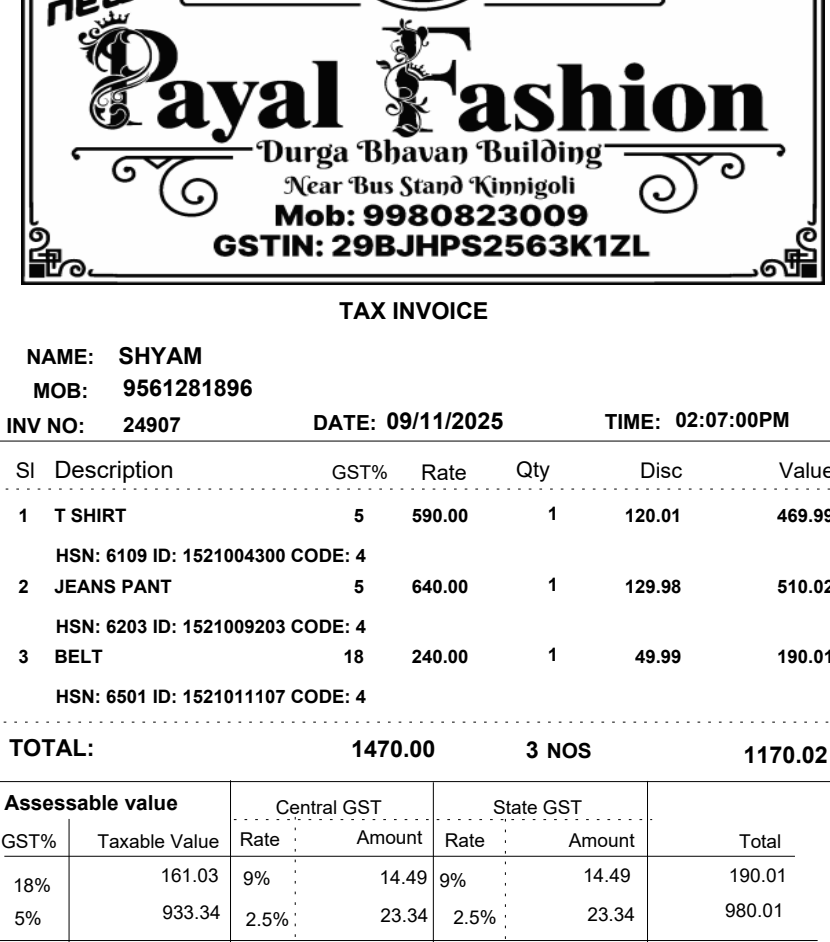 new
Payal Fashion
Durga Bhavan Building
Near Bus Stand Kinnigoli
Mob: 9980823009
GSTIN: 29BJHPS2563K1ZL
TAX INVOICE
NAME: SHYAM
MOB: 9561281896
INV NO: 24907 DATE: 09/11/2025 TIME: 02:07:00PM
Sl Description GST% Rate Qty Disc Value
1 T SHIRT 5 590.00 1 120.01 469.99
HSN: 6109 ID: 1521004300 CODE: 4
2 JEANS PANT 5 640.00 1 129.98 510.02
HSN: 6203 ID: 1521009203 CODE: 4
3 BELT 18 240.00 1 49.99 190.01
HSN: 6501 ID: 1521011107 CODE: 4
TOTAL: 1470.00 3 NOS 1170.02
Assessable value Central GST State GST
GST% Taxable Value Rate Amount Rate Amount Total
18% 161.03 9% 14.49 9% 14.49 190.01
5% 933.34 2.5% 23.34 2.5% 23.34 980.01